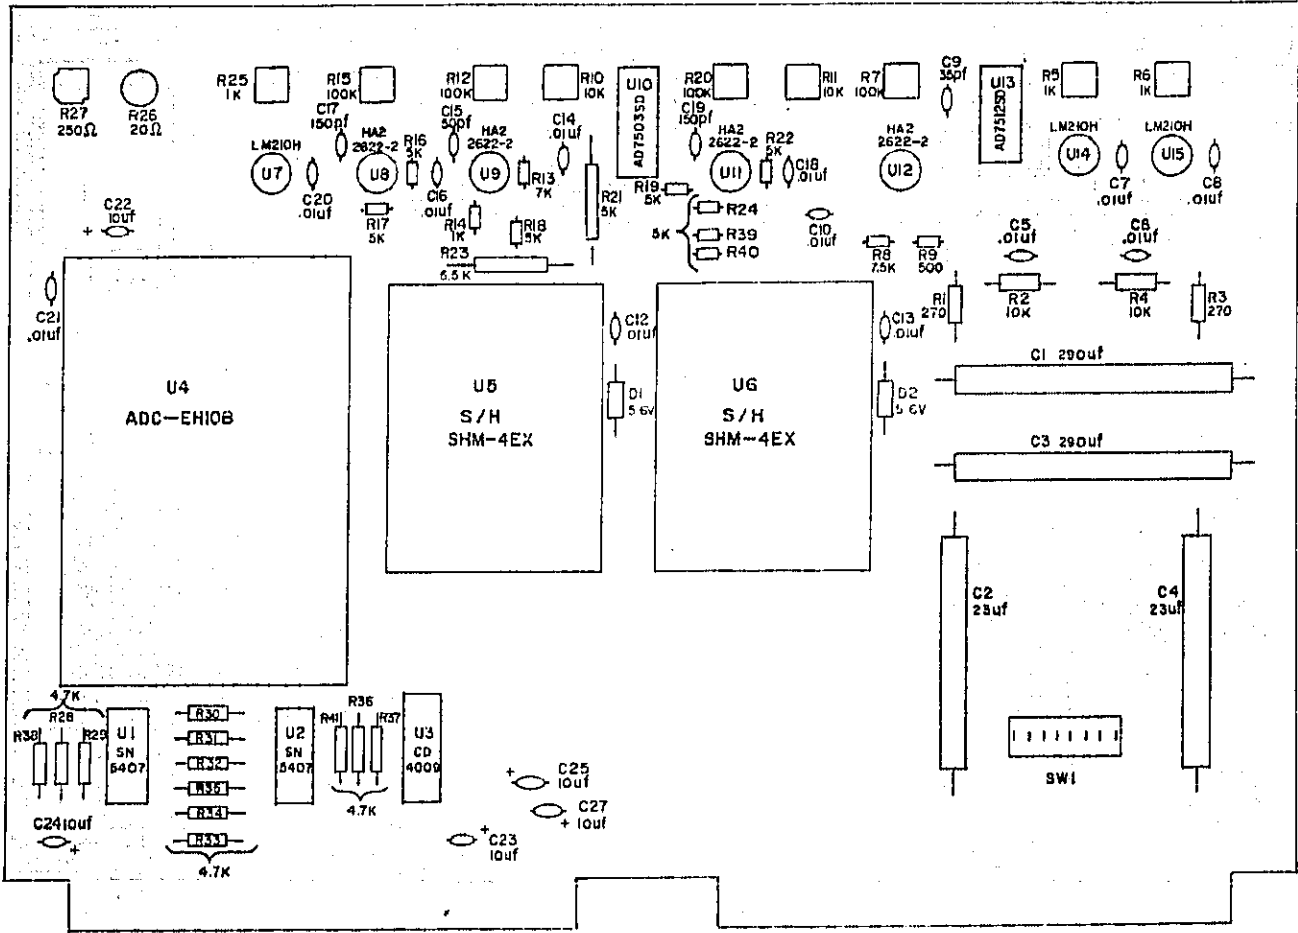 R27
250Ω
R26
20Ω
R25
1K
R15
100K
R12
100K
R10
10K
U10
AD7503SD
R20
100K
R11
10K
R7
100K
C9
35pf
U13
AD7512SD
R5
1K
R6
1K
C17
150pf
C15
50pf
C14
.01uf
C19
150pf
LM210H
U7
C20
.01uf
HA2
2622-2
U8
R16
5K
C16
.01uf
HA2
2622-2
U9
R13
7K
R21
5K
R19
5K
HA2
2622-2
U11
R22
5K
C18
.01uf
HA2
2622-2
U12
LM210H
U14
C7
.01uf
LM210H
U15
C8
.01uf
C22
10uf
+
R17
5K
R14
1K
R18
5K
R23
6.5K
5K
R24
R39
R40
C10
.01uf
R8
7.5K
R9
500
C5
.01uf
C6
.01uf
R1
270
R2
10K
R4
10K
R3
270
C21
.01uf
C12
.01uf
C13
.01uf
U4
ADC-EH10B
U5
S/H
SHM-4EX
D1
5.6V
U6
S/H
SHM-4EX
D2
5.6V
C1 290uf
C3 290uf
C2
23uf
C4
23uf
4.7K
R38
R28
R29
U1
SN
5407
R30
R31
R32
R35
R34
R33
4.7K
U2
SN
5407
R41
R36
R37
4.7K
U3
CD
4009
SW1
+
C25
10uf
C27
+ 10uf
C24 10uf
+
+
C23
10uf